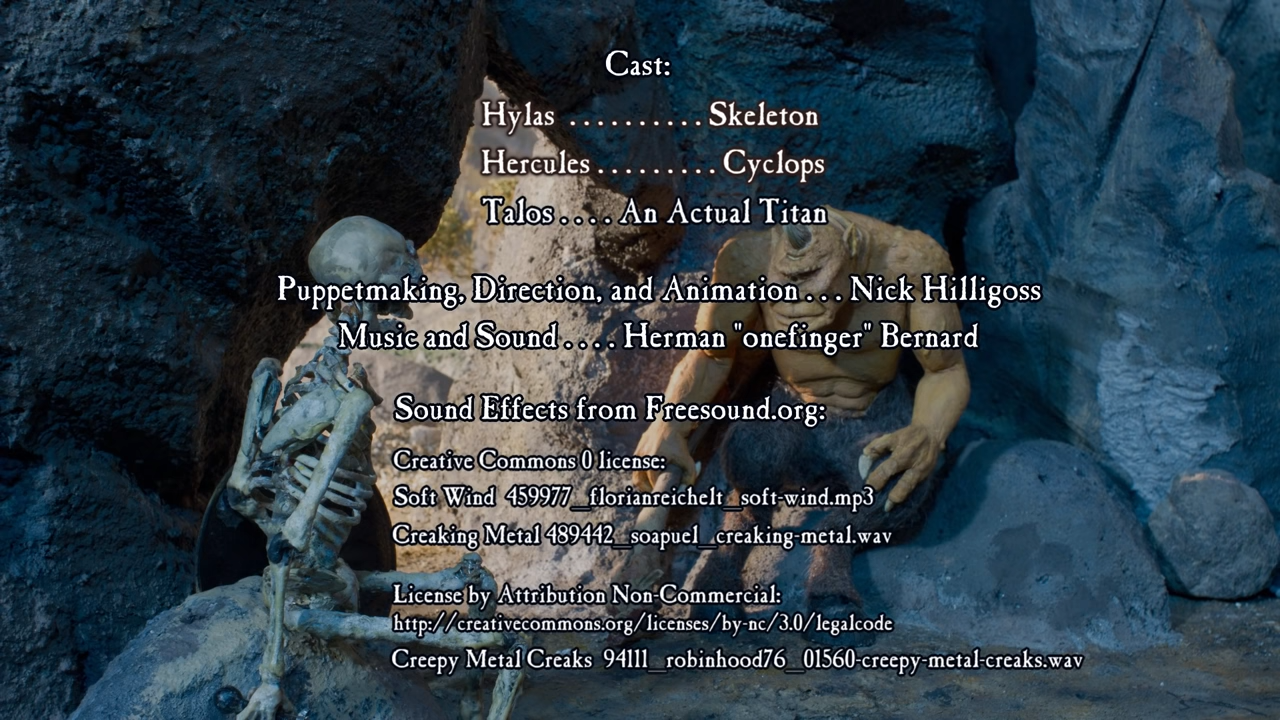 Cast:
Hylas . . . . . . . . . . Skeleton
Hercules . . . . . . . . . Cyclops
Talos . . . . An Actual Titan
Puppetmaking, Direction, and Animation . . . Nick Hilligoss
Music and Sound . . . . Herman "onefinger" Bernard
Sound Effects from Freesound.org:
Creative Commons 0 license:
Soft Wind 459977__florianreichelt__soft-wind.mp3
Creaking Metal 489442__soapuel__creaking-metal.wav
License by Attribution Non-Commercial:
http://creativecommons.org/licenses/by-nc/3.0/legalcode
Creepy Metal Creaks 94111__robinhood76__01560-creepy-metal-creaks.wav